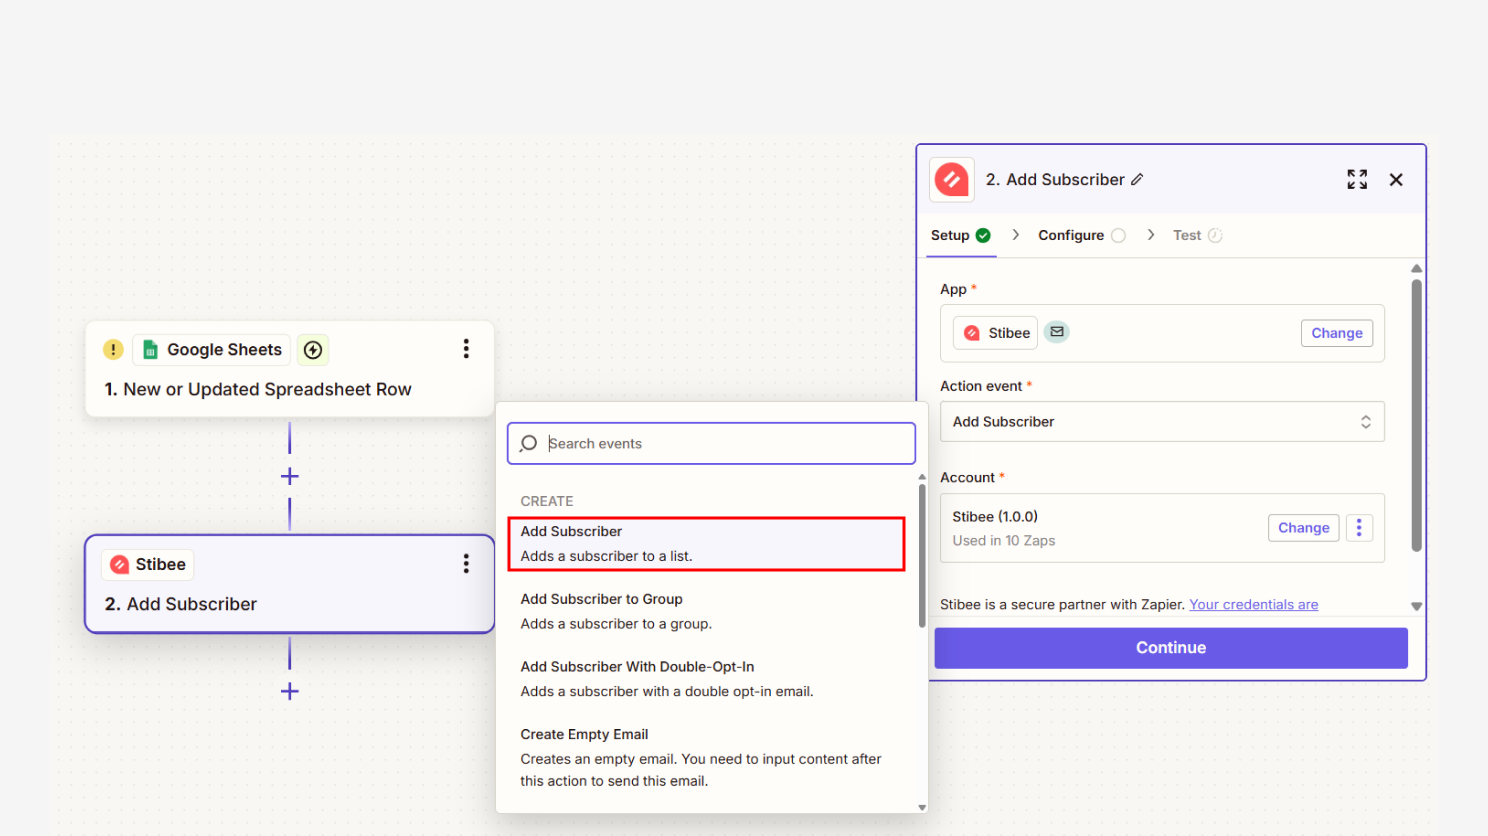 2. Add Subscriber
Setup
Configure
Test
App *
Stibee
Change
Action event *
Add Subscriber
Account *
Stibee (1.0.0)
Used in 10 Zaps
Change
Stibee is a secure partner with Zapier. Your credentials are
Continue
Google Sheets
1. New or Updated Spreadsheet Row
Stibee
2. Add Subscriber
Search events
CREATE
Add Subscriber
Adds a subscriber to a list.
Add Subscriber to Group
Adds a subscriber to a group.
Add Subscriber With Double-Opt-In
Adds a subscriber with a double opt-in email.
Create Empty Email
Creates an empty email. You need to input content after
this action to send this email.